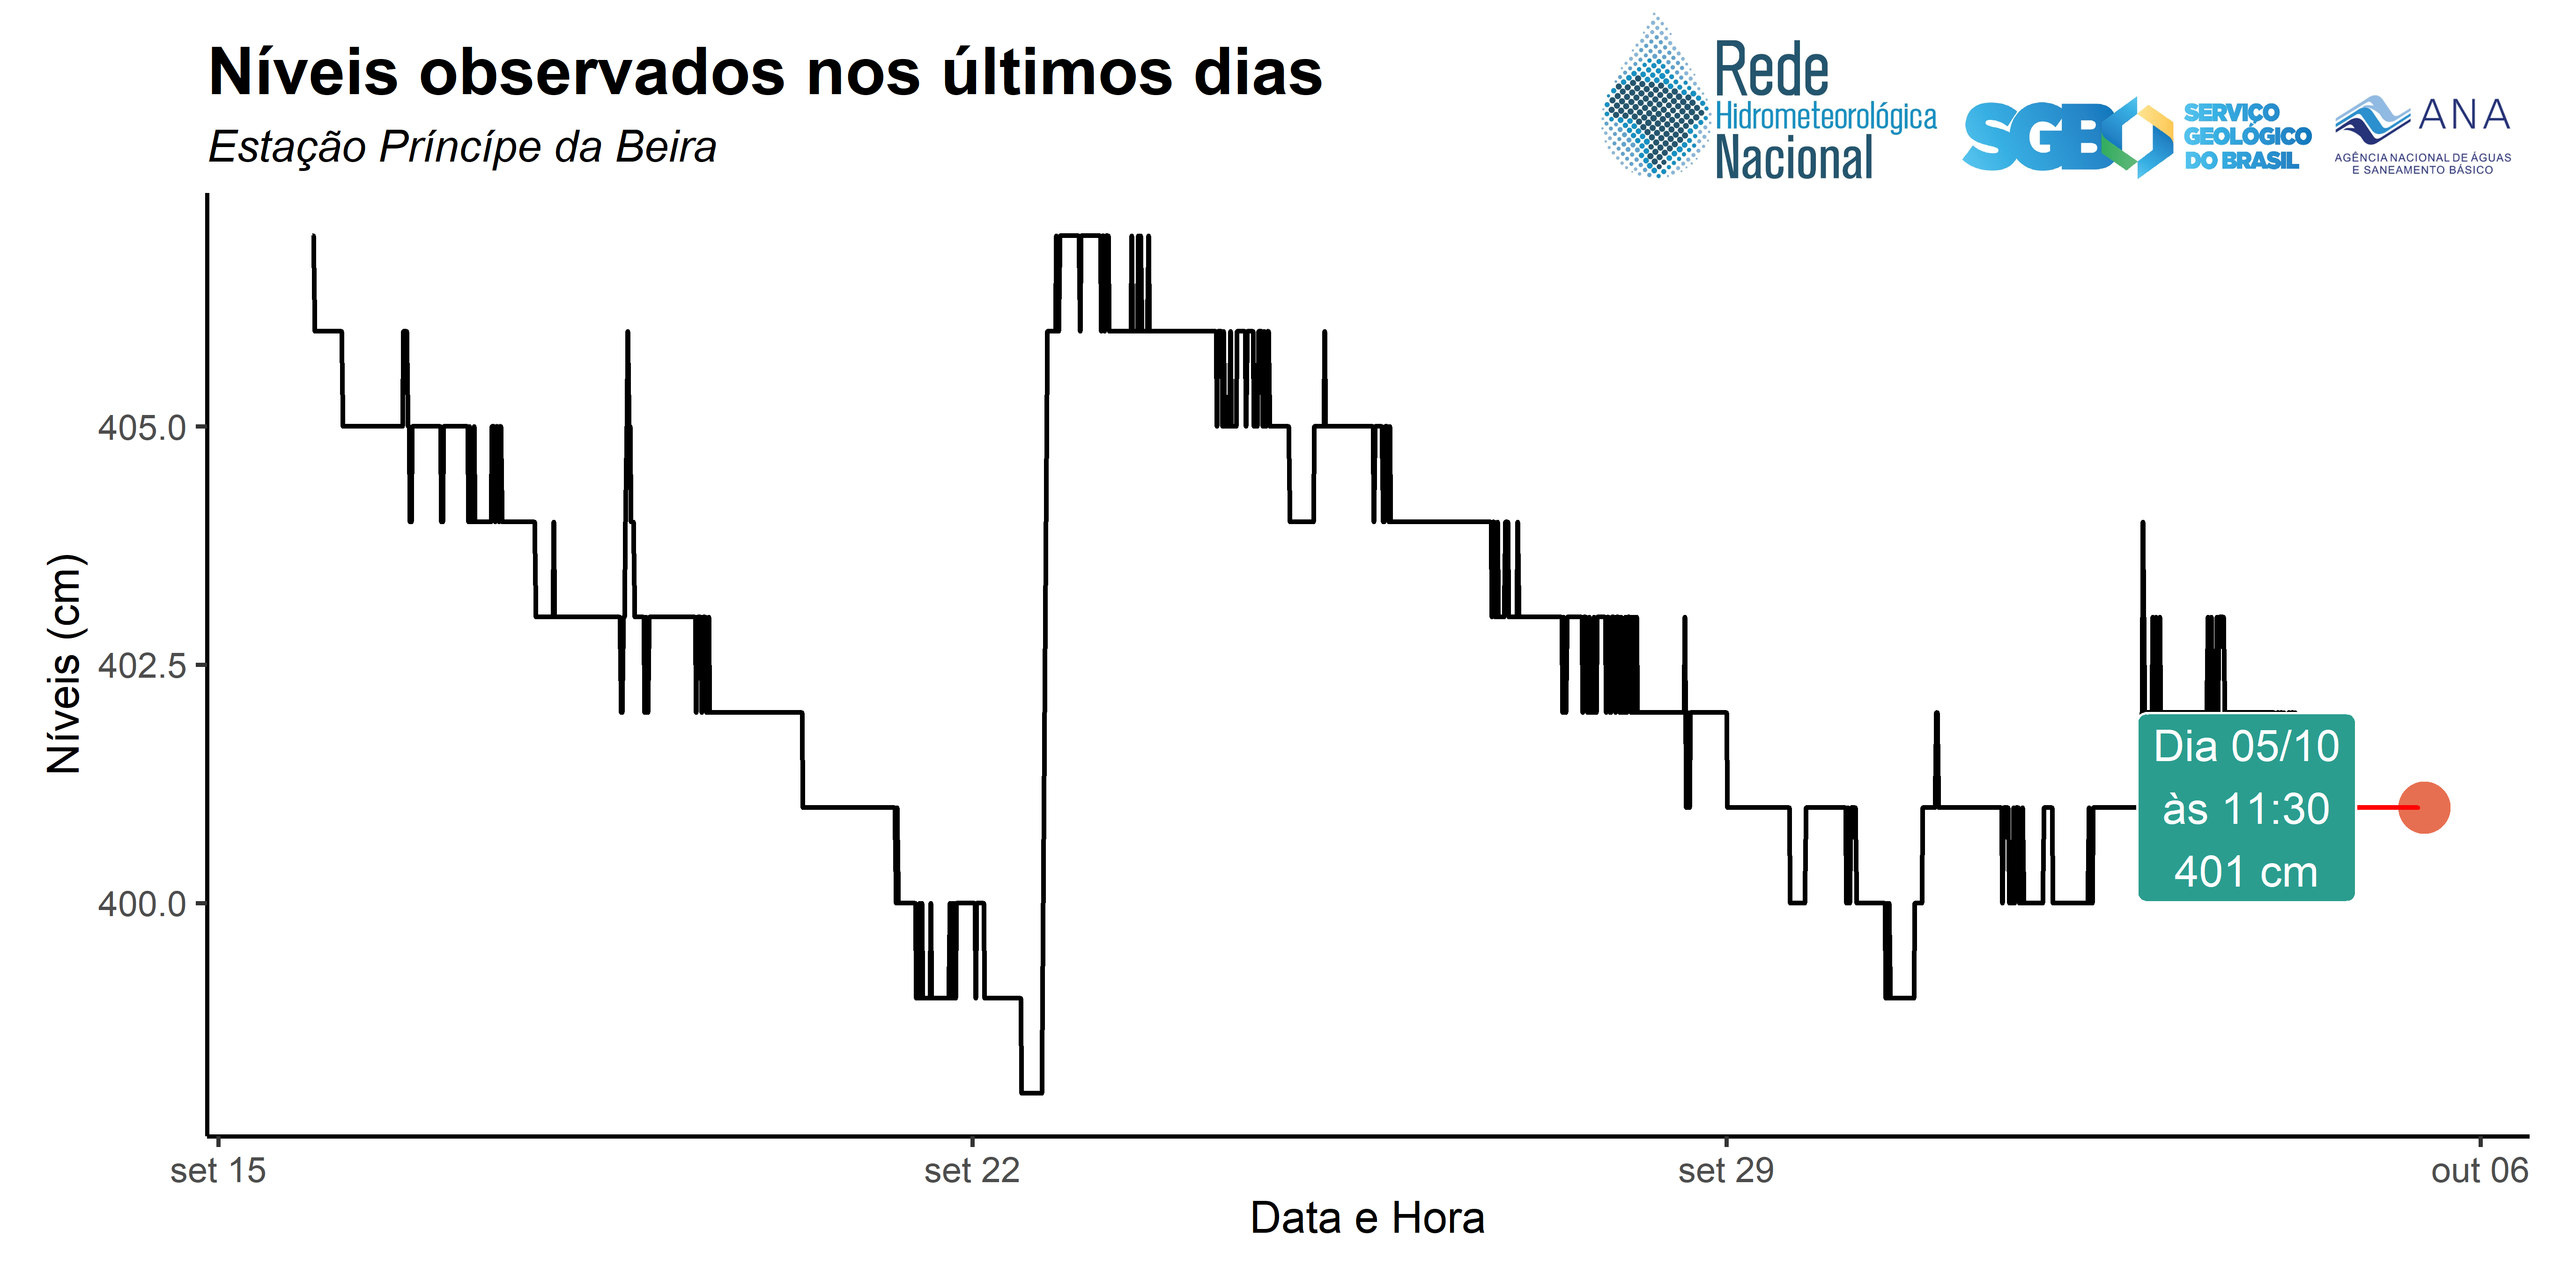 Níveis observados nos últimos dias
Estação Príncípe da Beira
Rede
Hidrometeorológica
Nacional
SGB
SERVIÇO
GEOLÓGICO
DO BRASIL
ANA
AGÊNCIA NACIONAL DE ÁGUAS
E SANEAMENTO BÁSICO
Níveis (cm)
405.0
402.5
400.0
Dia 05/10
às 11:30
401 cm
set 15
set 22
set 29
out 06
Data e Hora